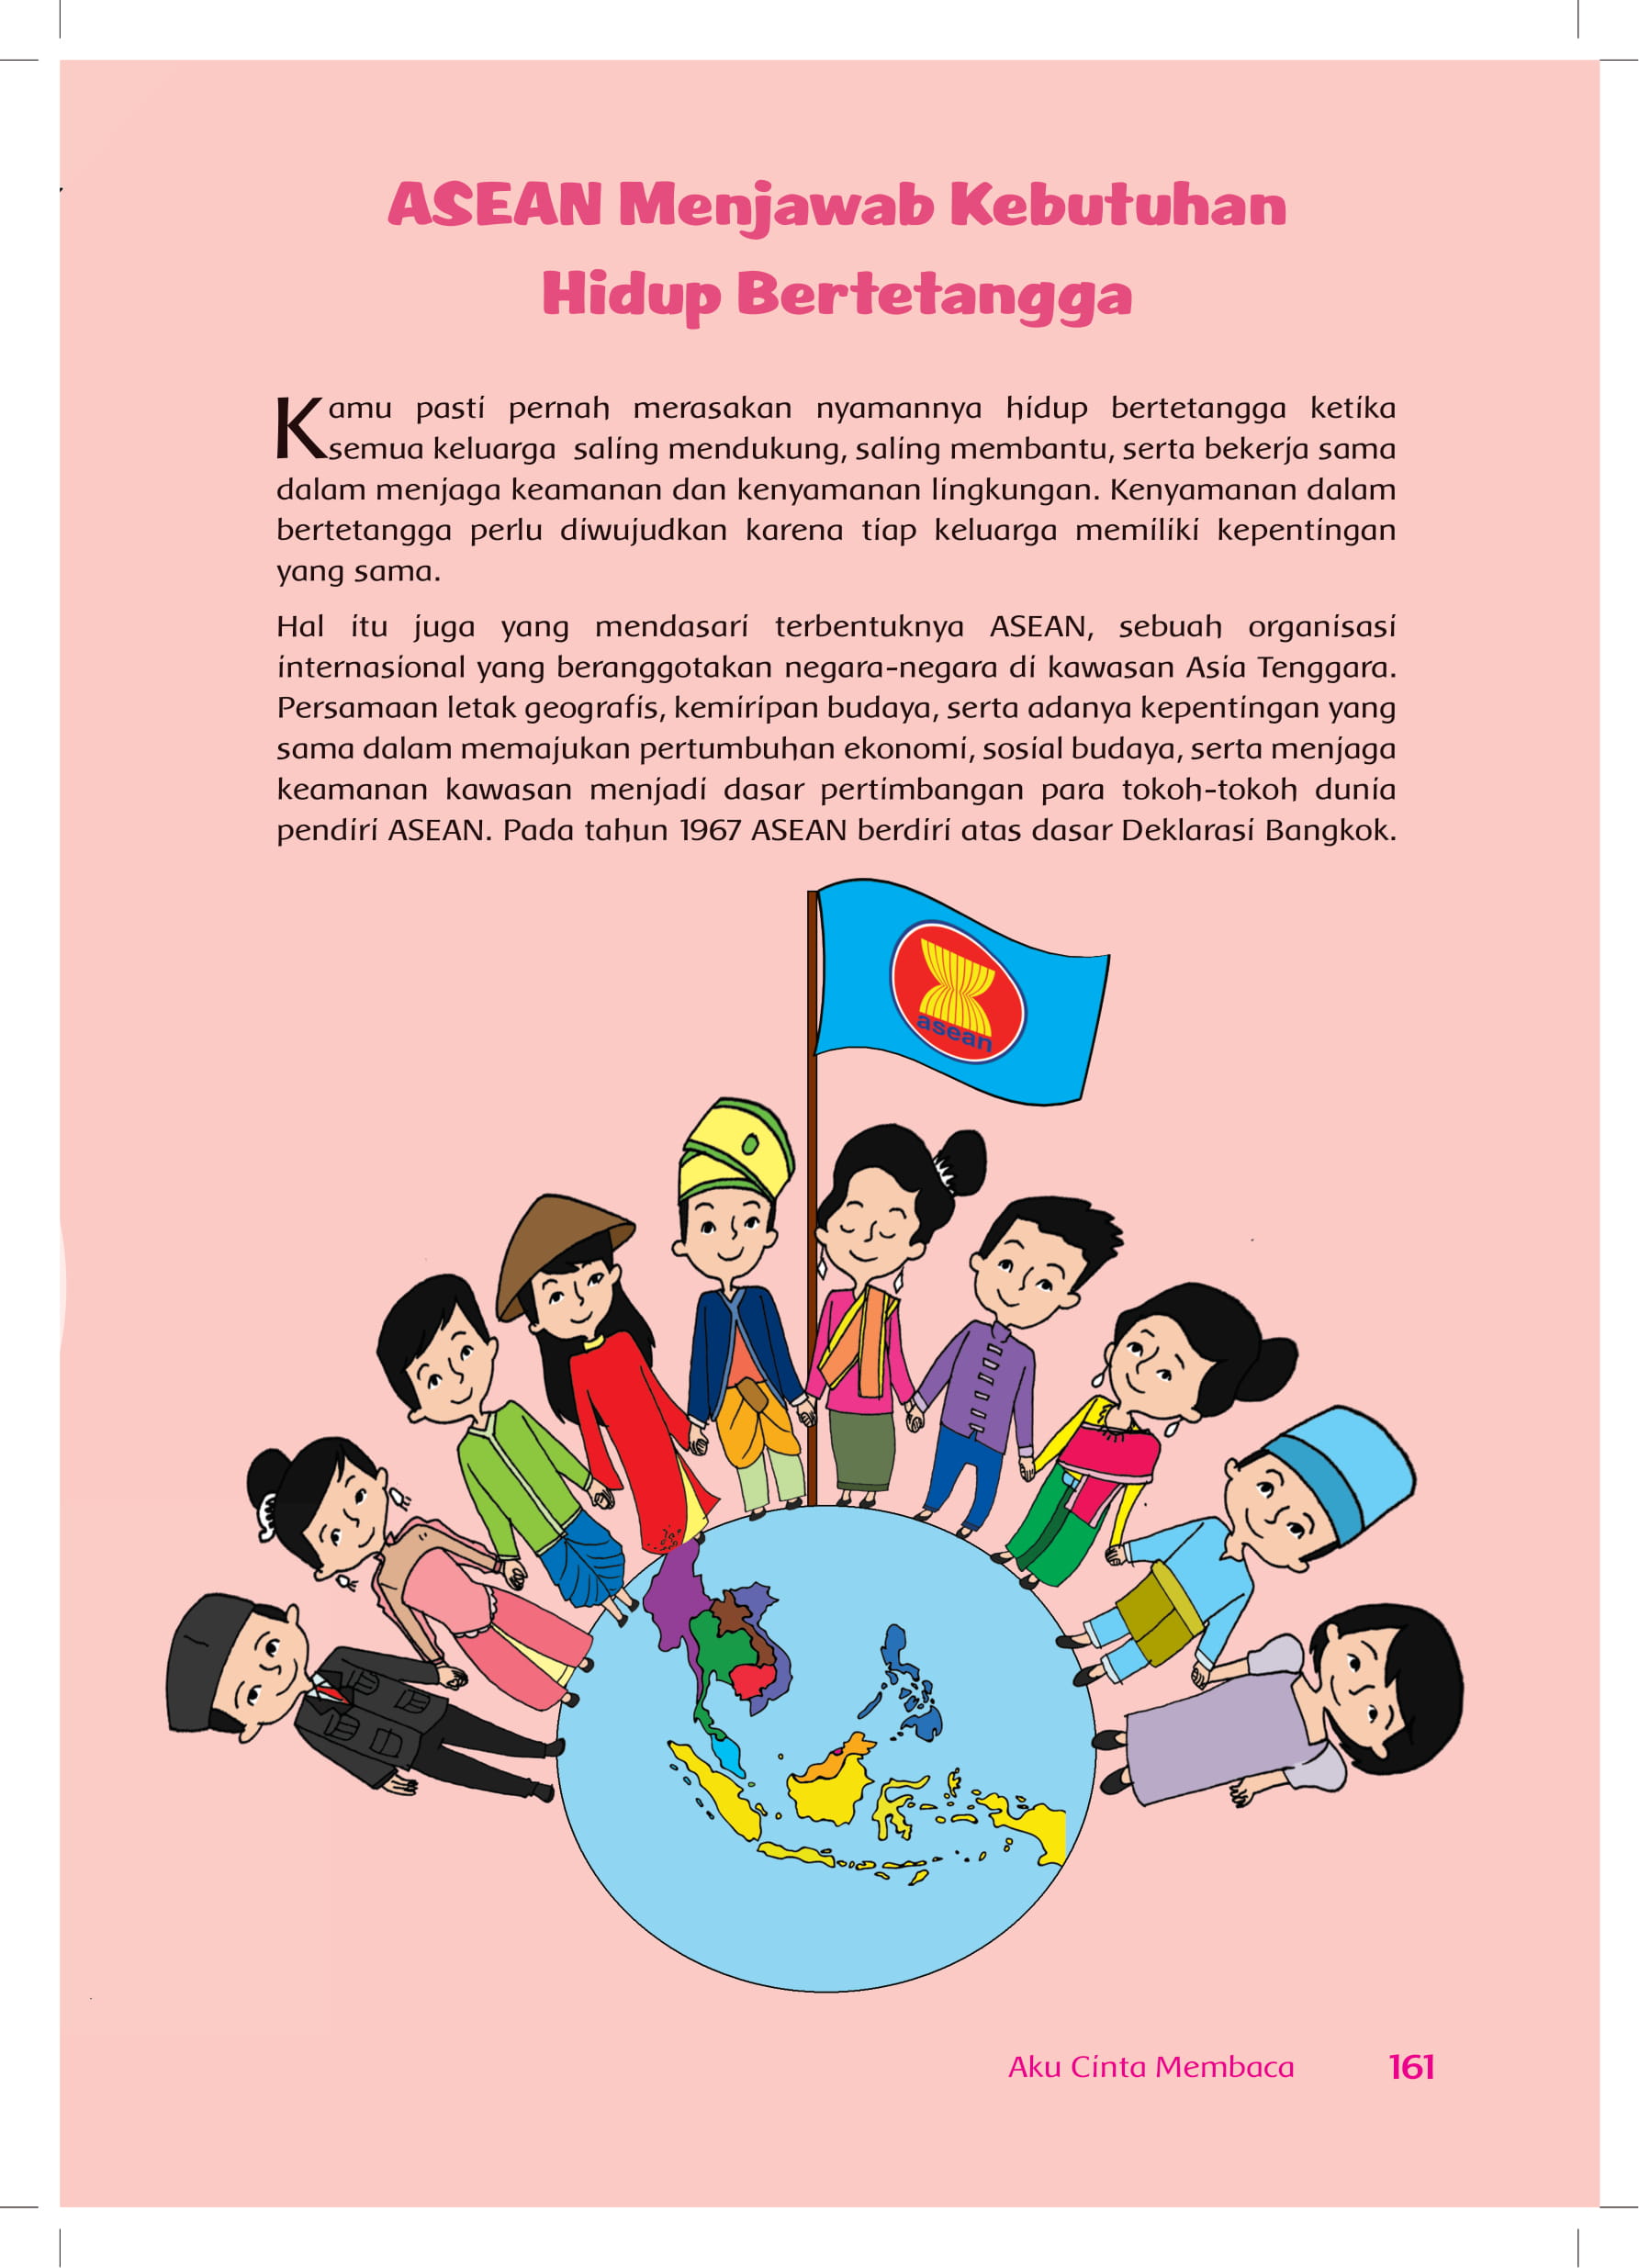 ASEAN Menjawab Kebutuhan
Hidup Bertetangga
Kamu pasti pernah merasakan nyamannya hidup bertetangga ketika
semua keluarga saling mendukung, saling membantu, serta bekerja sama
dalam menjaga keamanan dan kenyamanan lingkungan. Kenyamanan dalam
bertetangga perlu diwujudkan karena tiap keluarga memiliki kepentingan
yang sama.
Hal itu juga yang mendasari terbentuknya ASEAN, sebuah organisasi
internasional yang beranggotakan negara-negara di kawasan Asia Tenggara.
Persamaan letak geografis, kemiripan budaya, serta adanya kepentingan yang
sama dalam memajukan pertumbuhan ekonomi, sosial budaya, serta menjaga
keamanan kawasan menjadi dasar pertimbangan para tokoh-tokoh dunia
pendiri ASEAN. Pada tahun 1967 ASEAN berdiri atas dasar Deklarasi Bangkok.
asean
Aku Cinta Membaca 161